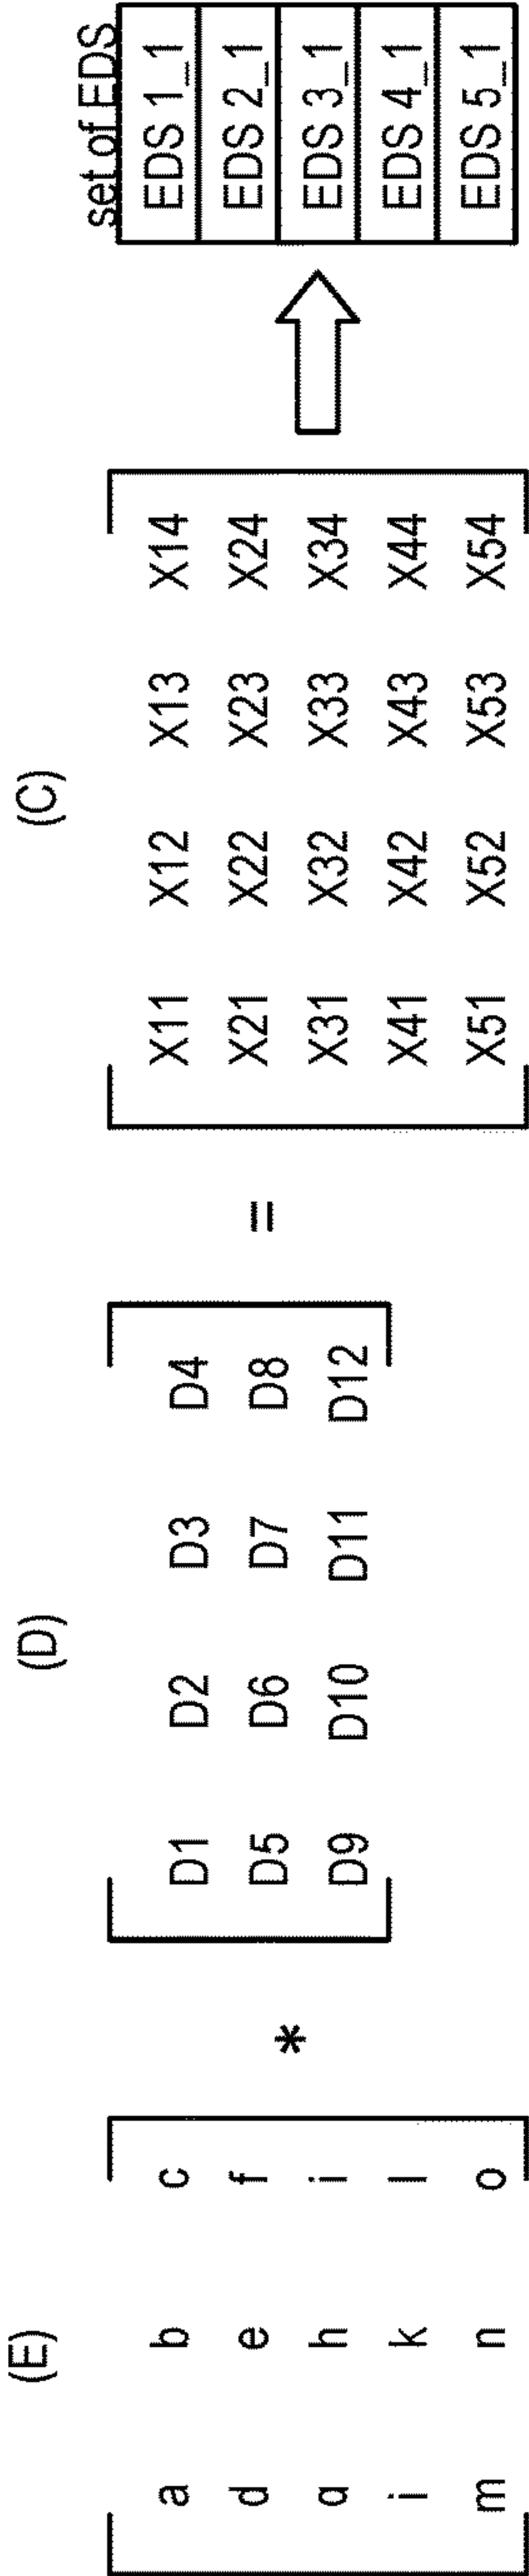 (E) (D) (C) set of EDS
a b c D1 D2 D3 D4 X11 X12 X13 X14 EDS 1_1
d e f D5 D6 D7 D8 X21 X22 X23 X24 EDS 2_1
g h i * D9 D10 D11 D12 = X31 X32 X33 X34 EDS 3_1
j k l X41 X42 X43 X44 EDS 4_1
m n o X51 X52 X53 X54 EDS 5_1